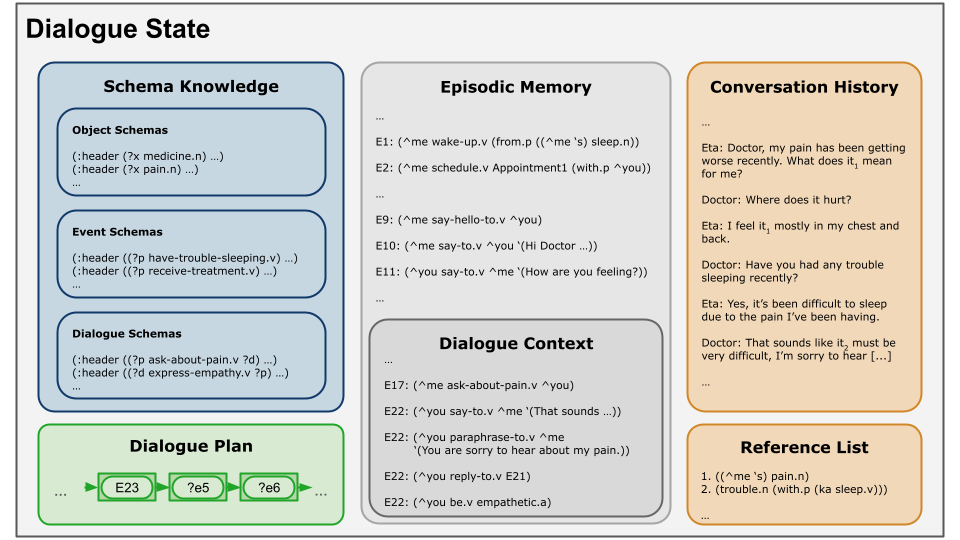 Dialogue State
Schema Knowledge
Object Schemas
(:header (?x medicine.n) …)
(:header (?x pain.n) …)
…
Event Schemas
(:header ((?p have-trouble-sleeping.v) …)
(:header ((?p receive-treatment.v) …)
…
Dialogue Schemas
(:header ((?p ask-about-pain.v ?d) …)
(:header ((?d express-empathy.v ?p) …)
…
Dialogue Plan
… E23 ?e5 ?e6 …
Episodic Memory
…
E1: (^me wake-up.v (from.p ((^me ‘s) sleep.n))
E2: (^me schedule.v Appointment1 (with.p ^you))
…
E9: (^me say-hello-to.v ^you)
E10: (^me say-to.v ^you ‘(Hi Doctor …))
E11: (^you say-to.v ^me ‘(How are you feeling?))
…
Dialogue Context
…
E17: (^me ask-about-pain.v ^you)
E22: (^you say-to.v ^me ‘(That sounds …))
E22: (^you paraphrase-to.v ^me
‘(You are sorry to hear about my pain.))
E22: (^you reply-to.v E21)
E22: (^you be.v empathetic.a)
Conversation History
…
Eta: Doctor, my pain has been getting
worse recently. What does it₁ mean
for me?
Doctor: Where does it hurt?
Eta: I feel it₁ mostly in my chest and
back.
Doctor: Have you had any trouble
sleeping recently?
Eta: Yes, it’s been difficult to sleep
due to the pain I’ve been having.
Doctor: That sounds like it₂ must be
very difficult, I’m sorry to hear [...]
…
Reference List
1. ((^me ‘s) pain.n)
2. (trouble.n (with.p (ka sleep.v)))
…